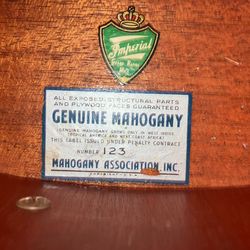 Imperial
Grand Rapids
ALL EXPOSED STRUCTURAL PARTS
AND PLYWOOD FACES GUARANTEED
GENUINE MAHOGANY
(GENUINE MAHOGANY GROWS ONLY IN WEST INDIES
TROPICAL AMERICA AND WEST COAST AFRICA)
THIS LABEL ISSUED UNDER PENALTY CONTRACT
NUMBER 123
MAHOGANY ASSOCIATION, INC.